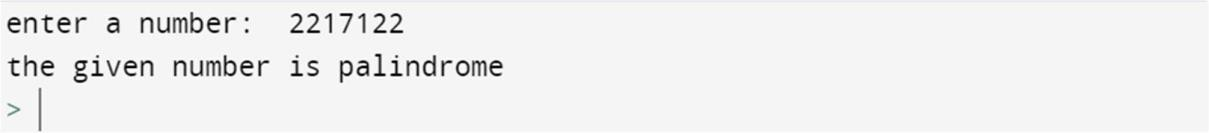 enter a number:  2217122
the given number is palindrome
>